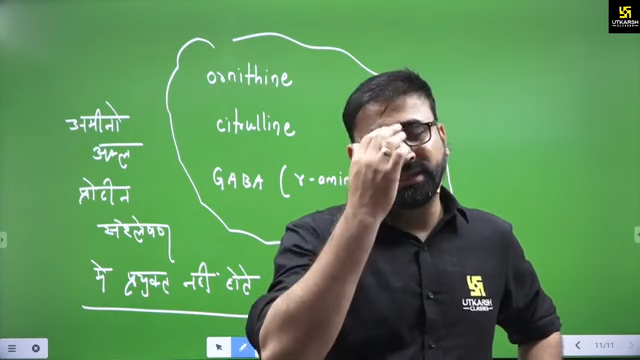 ornithine
citrulline
GABA (γ-amin
अमीनो
अम्ल
प्रोटीन
संश्लेषण
में प्रयुक्त नहीं होते
UTKARSH
CLASSES
UTKARSH
CLASSES
11/11